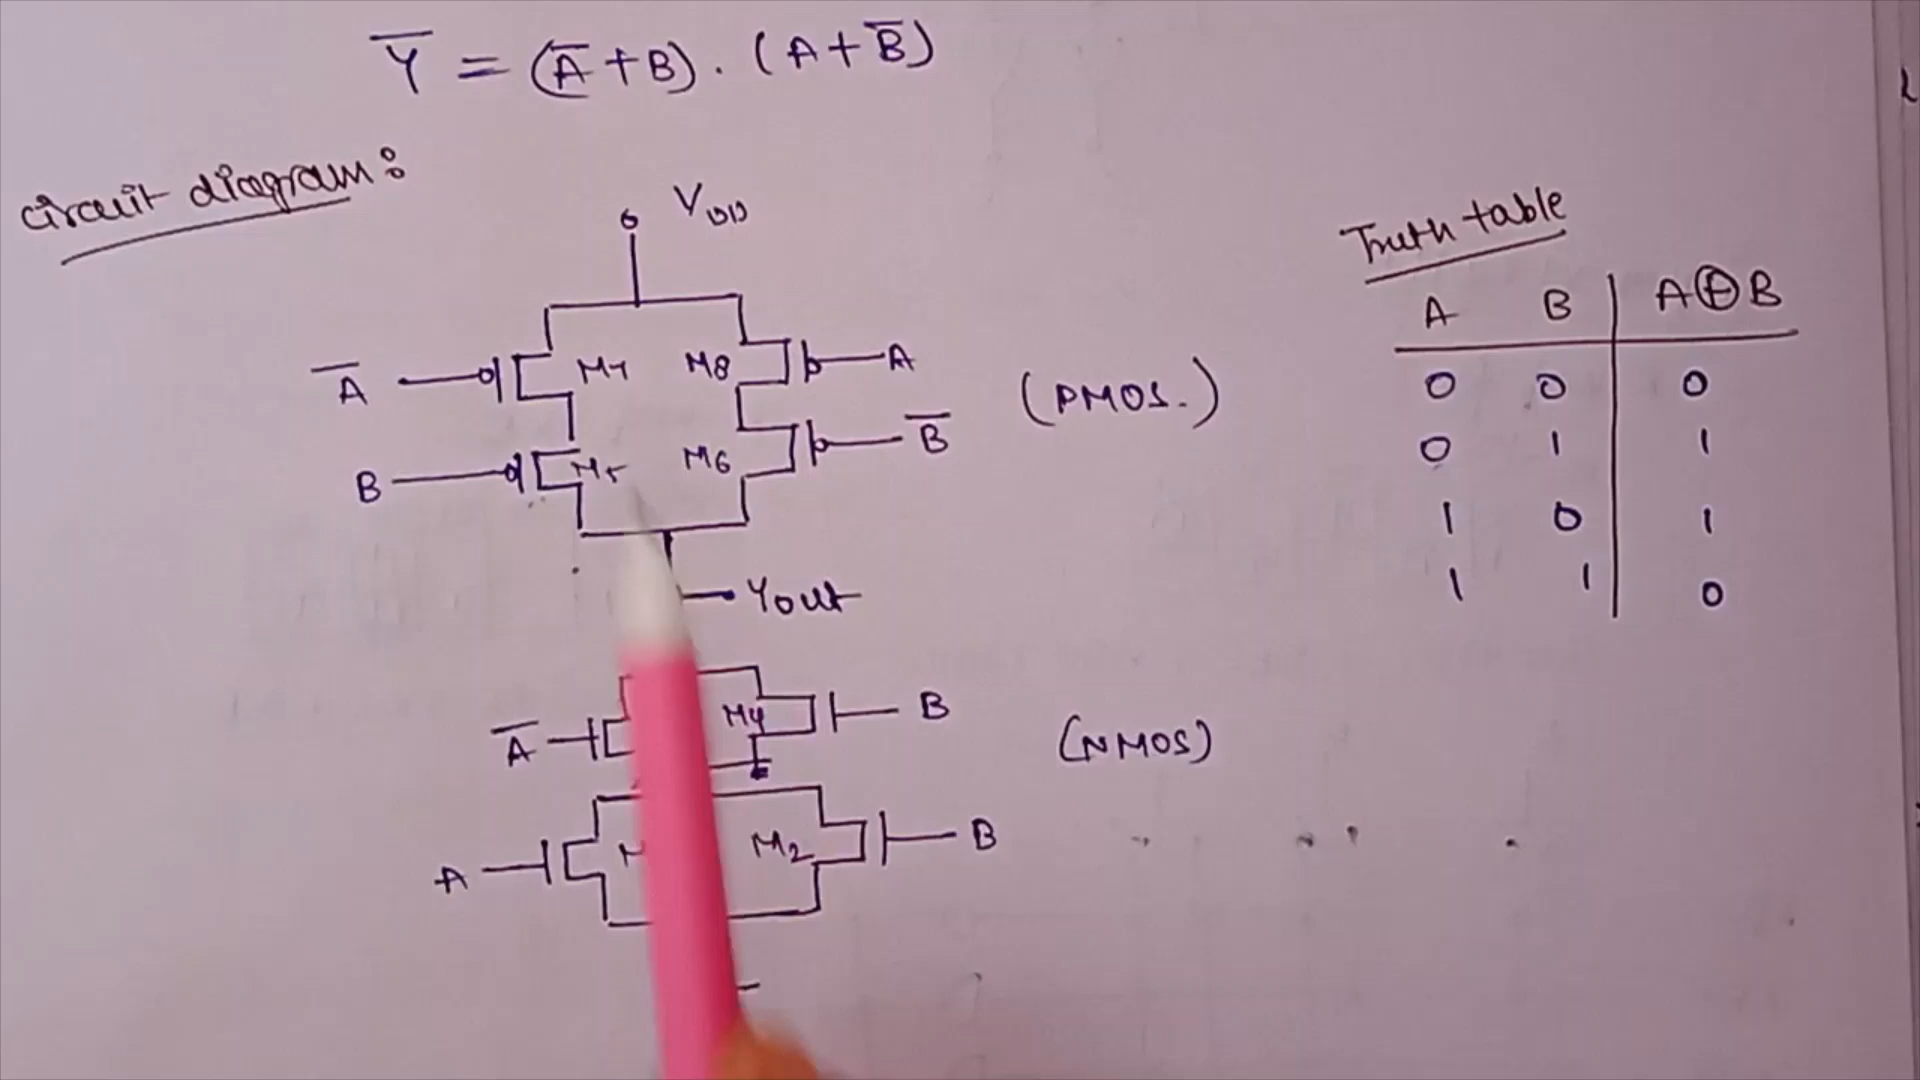 Y̅ = (A̅ + B) . (A + B̅)
Circuit diagram :
VDD
A̅ M7 M8 A
B M5 M6 B̅
(PMOS.)
Yout
A̅ M4 B
(NMOS)
A M2 B
Truth table
A B A⊕B
0 0 0
0 1 1
1 0 1
1 1 0